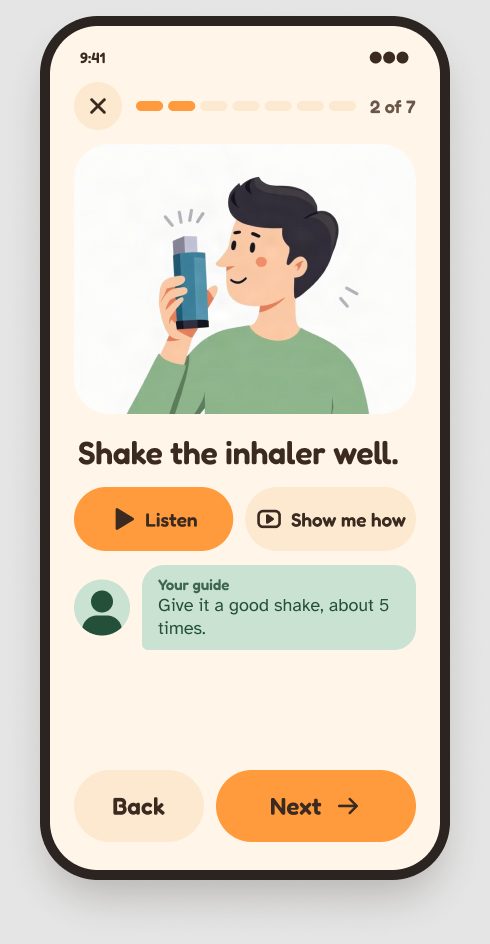 9:41
2 of 7
Shake the inhaler well.
Listen
Show me how
Your guide
Give it a good shake, about 5
times.
Back
Next